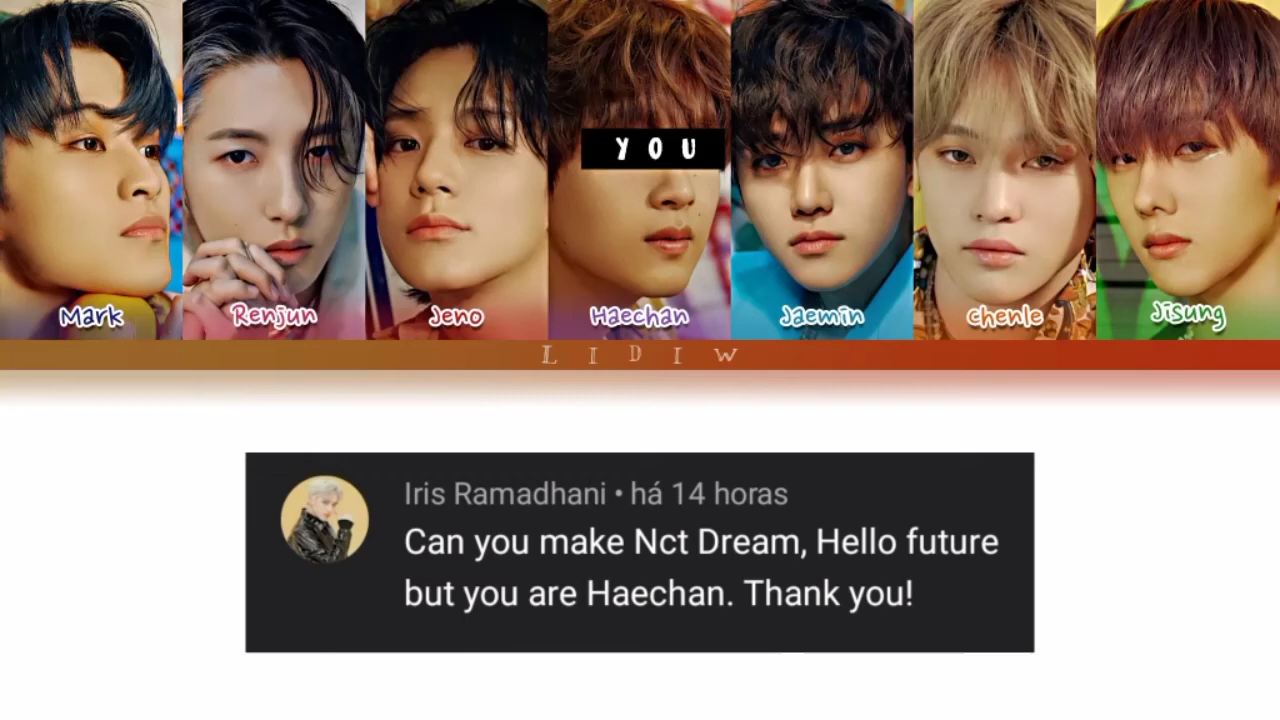 YOU
Mark Renjun Jeno Haechan Jaemin chenle Jisung
LIDIW
Iris Ramadhani • há 14 horas
Can you make Nct Dream, Hello future
but you are Haechan. Thank you!